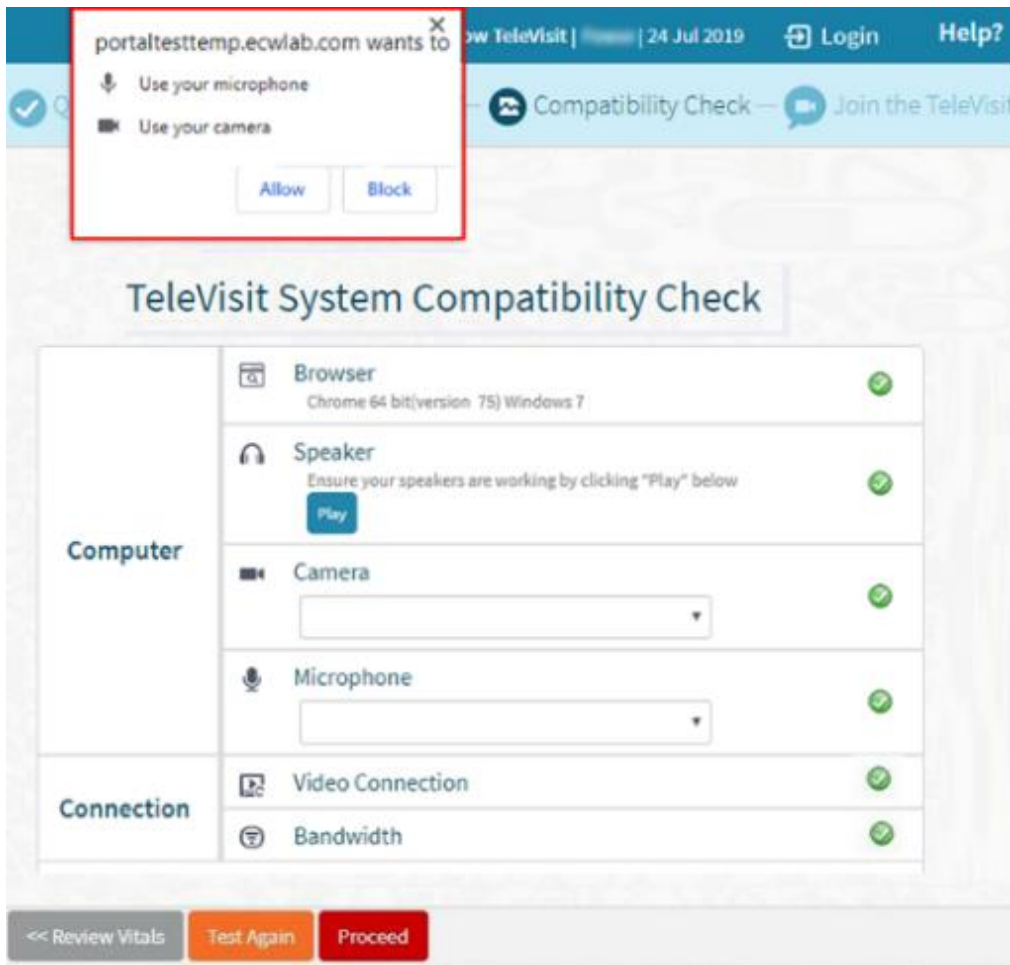 portaltesttemp.ecwlab.com wants to
Use your microphone
Use your camera
Allow Block
ow TeleVisit | | 24 Jul 2019 Login Help?
Q Compatibility Check Join the TeleVisit
TeleVisit System Compatibility Check
Computer
Browser
Chrome 64 bit(version 75) Windows 7
Speaker
Ensure your speakers are working by clicking "Play" below
Play
Camera
Microphone
Connection
Video Connection
Bandwidth
<< Review Vitals Test Again Proceed